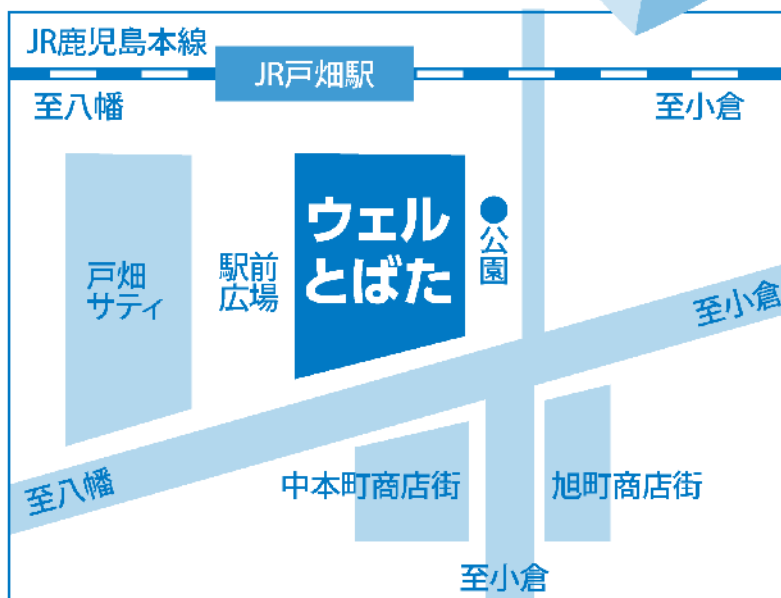 JR鹿児島本線
JR戸畑駅
至八幡
至小倉
ウェル
とばた
公園
戸畑
サティ
駅前
広場
至小倉
至八幡
中本町商店街
旭町商店街
至小倉